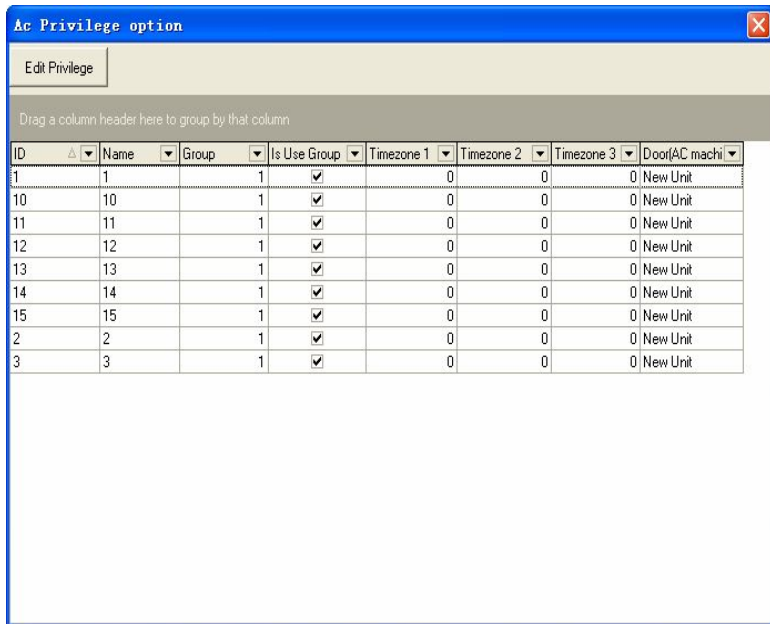 Ac Privilege option
Edit Privilege
Drag a column header here to group by that column
ID Name Group Is Use Group Timezone 1 Timezone 2 Timezone 3 Door(AC machi
1 1 1 0 0 0 New Unit
10 10 1 0 0 0 New Unit
11 11 1 0 0 0 New Unit
12 12 1 0 0 0 New Unit
13 13 1 0 0 0 New Unit
14 14 1 0 0 0 New Unit
15 15 1 0 0 0 New Unit
2 2 1 0 0 0 New Unit
3 3 1 0 0 0 New Unit